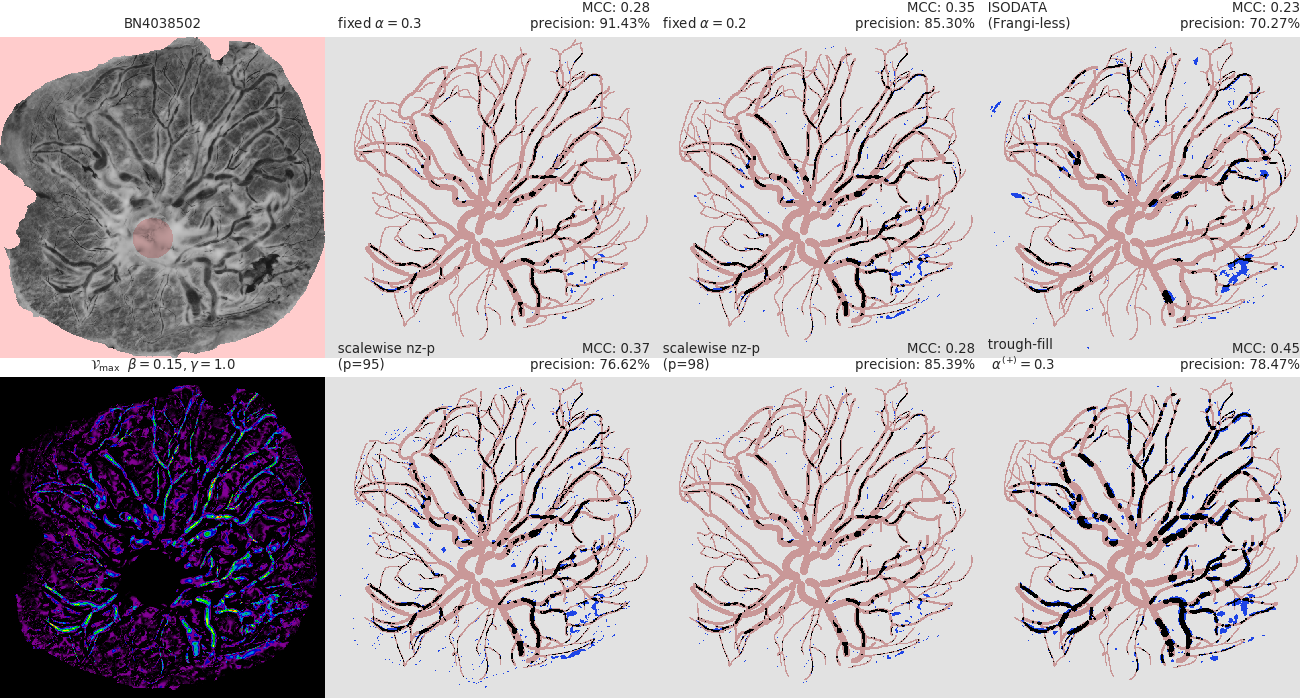 BN4038502
fixed α = 0.3
MCC: 0.28
precision: 91.43%
fixed α = 0.2
MCC: 0.35
precision: 85.30%
ISODATA
(Frangi-less)
MCC: 0.23
precision: 70.27%
𝒱max β = 0.15, γ = 1.0
scalewise nz-p
(p=95)
MCC: 0.37
precision: 76.62%
scalewise nz-p
(p=98)
MCC: 0.28
precision: 85.39%
trough-fill
α(+) = 0.3
MCC: 0.45
precision: 78.47%